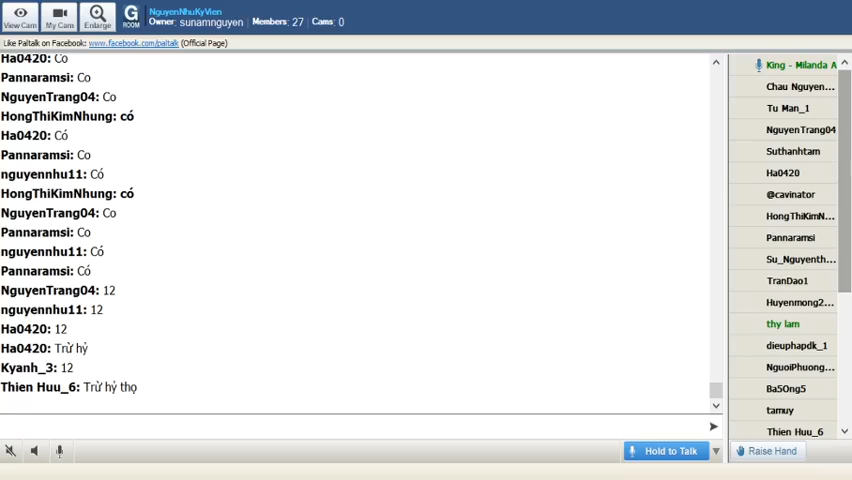 NguyenNhuKyVien
Owner: sunamnguyen Members: 27 Cams: 0
View Cam My Cam Enlarge G ROOM
Like Paltalk on Facebook: www.facebook.com/paltalk (Official Page)
Ha0420: Co
Pannaramsi: Co
NguyenTrang04: Co
HongThiKimNhung: có
Ha0420: Có
Pannaramsi: Co
nguyennhu11: Có
HongThiKimNhung: có
NguyenTrang04: Co
Pannaramsi: Co
nguyennhu11: Có
Pannaramsi: Có
NguyenTrang04: 12
nguyennhu11: 12
Ha0420: 12
Ha0420: Trừ hỷ
Kyanh_3: 12
Thien Huu_6: Trừ hỷ thọ
King - Milanda A
Chau Nguyen...
Tu Man_1
NguyenTrang04
Suthanhtam
Ha0420
@cavinator
HongThiKimN...
Pannaramsi
Su_Nguyenth...
TranDao1
Huyenmong2...
thy lam
dieuphapdk_1
NguoiPhuong...
Ba5Ong5
tamuy
Thien Huu_6
Hold to Talk
Raise Hand